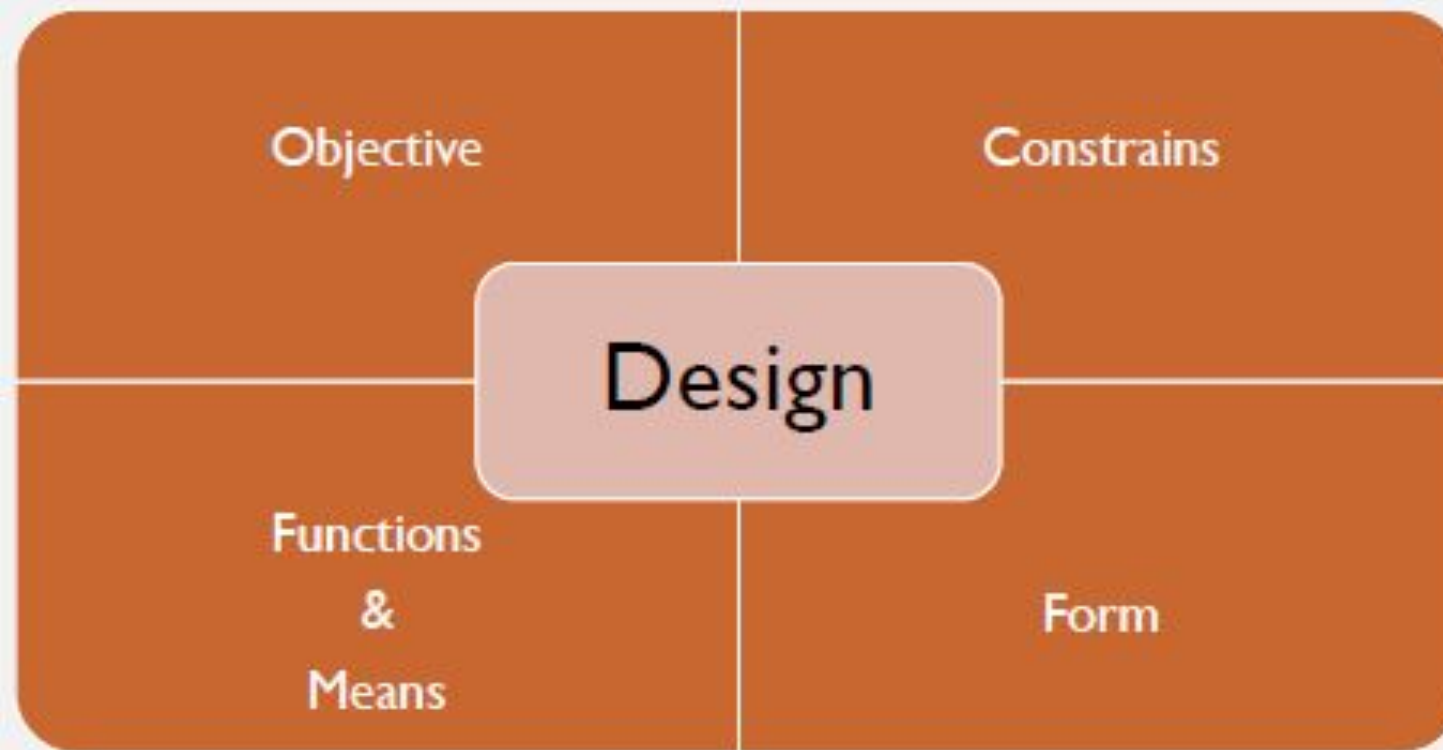 Objective
Constrains
Design
Functions
&
Means
Form